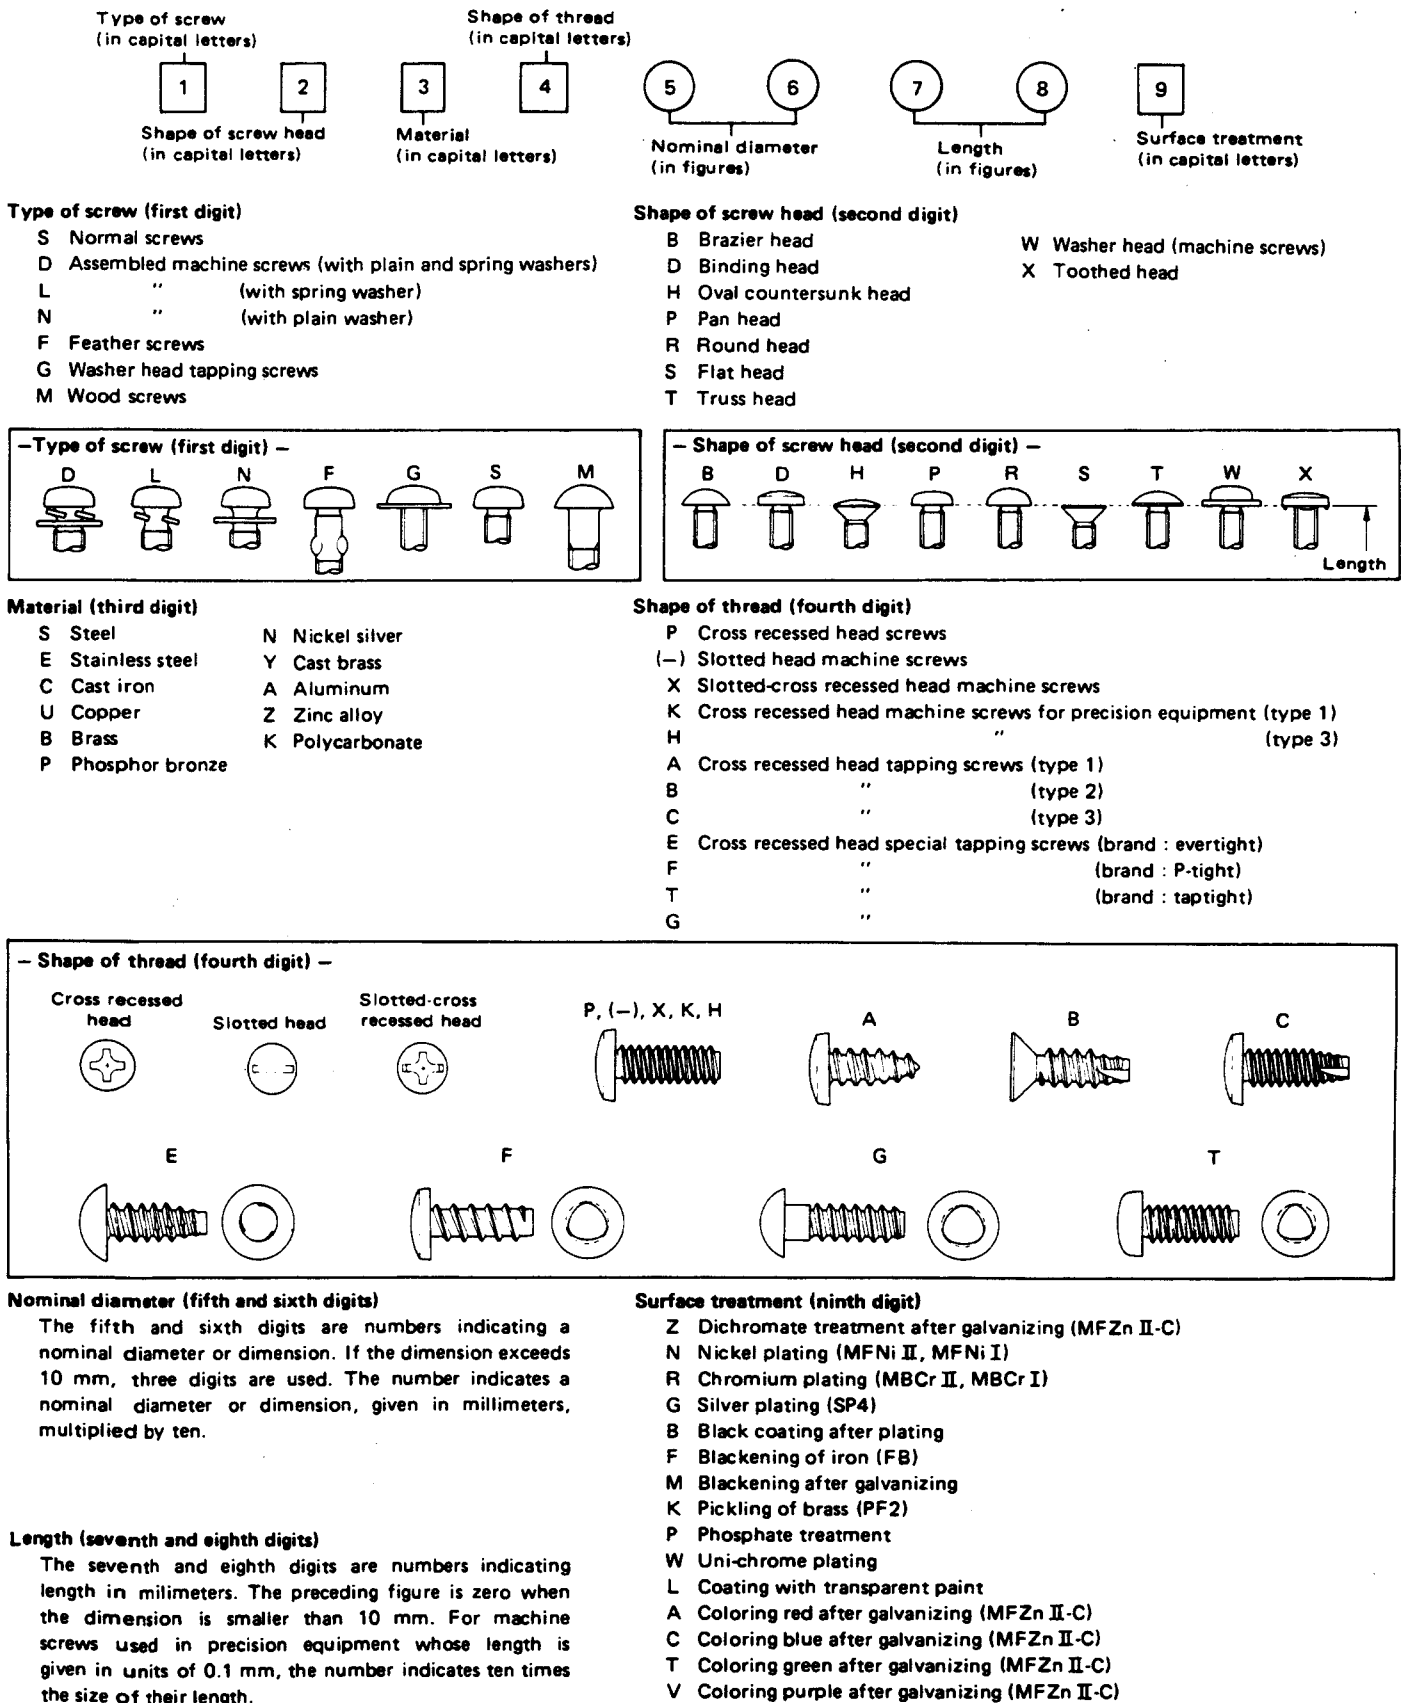 Type of screw
(in capital letters)
Shape of thread
(in capital letters)
1 2 3 4 5 6 7 8 9
Shape of screw head
(in capital letters)
Material
(in capital letters)
Nominal diameter
(in figures)
Length
(in figures)
Surface treatment
(in capital letters)
Type of screw (first digit)
S Normal screws
D Assembled machine screws (with plain and spring washers)
L " (with spring washer)
N " (with plain washer)
F Feather screws
G Washer head tapping screws
M Wood screws
Shape of screw head (second digit)
B Brazier head
D Binding head
H Oval countersunk head
P Pan head
R Round head
S Flat head
T Truss head
W Washer head (machine screws)
X Toothed head
—Type of screw (first digit) —
D L N F G S M
— Shape of screw head (second digit) —
B D H P R S T W X
Length
Material (third digit)
S Steel
E Stainless steel
C Cast iron
U Copper
B Brass
P Phosphor bronze
N Nickel silver
Y Cast brass
A Aluminum
Z Zinc alloy
K Polycarbonate
Shape of thread (fourth digit)
P Cross recessed head screws
(—) Slotted head machine screws
X Slotted-cross recessed head machine screws
K Cross recessed head machine screws for precision equipment (type 1)
H " (type 3)
A Cross recessed head tapping screws (type 1)
B " (type 2)
C " (type 3)
E Cross recessed head special tapping screws (brand : evertight)
F " (brand : P-tight)
T " (brand : taptight)
G "
— Shape of thread (fourth digit) —
Cross recessed
head
Slotted head
Slotted-cross
recessed head
P, (—), X, K, H
A
B
C
E
F
G
T
Nominal diameter (fifth and sixth digits)
The fifth and sixth digits are numbers indicating a
nominal diameter or dimension. If the dimension exceeds
10 mm, three digits are used. The number indicates a
nominal diameter or dimension, given in millimeters,
multiplied by ten.
Length (seventh and eighth digits)
The seventh and eighth digits are numbers indicating
length in milimeters. The preceding figure is zero when
the dimension is smaller than 10 mm. For machine
screws used in precision equipment whose length is
given in units of 0.1 mm, the number indicates ten times
the size of their length.
Surface treatment (ninth digit)
Z Dichromate treatment after galvanizing (MFZn II-C)
N Nickel plating (MFNi II, MFNi I)
R Chromium plating (MBCr II, MBCr I)
G Silver plating (SP4)
B Black coating after plating
F Blackening of iron (FB)
M Blackening after galvanizing
K Pickling of brass (PF2)
P Phosphate treatment
W Uni-chrome plating
L Coating with transparent paint
A Coloring red after galvanizing (MFZn II-C)
C Coloring blue after galvanizing (MFZn II-C)
T Coloring green after galvanizing (MFZn II-C)
V Coloring purple after galvanizing (MFZn II-C)